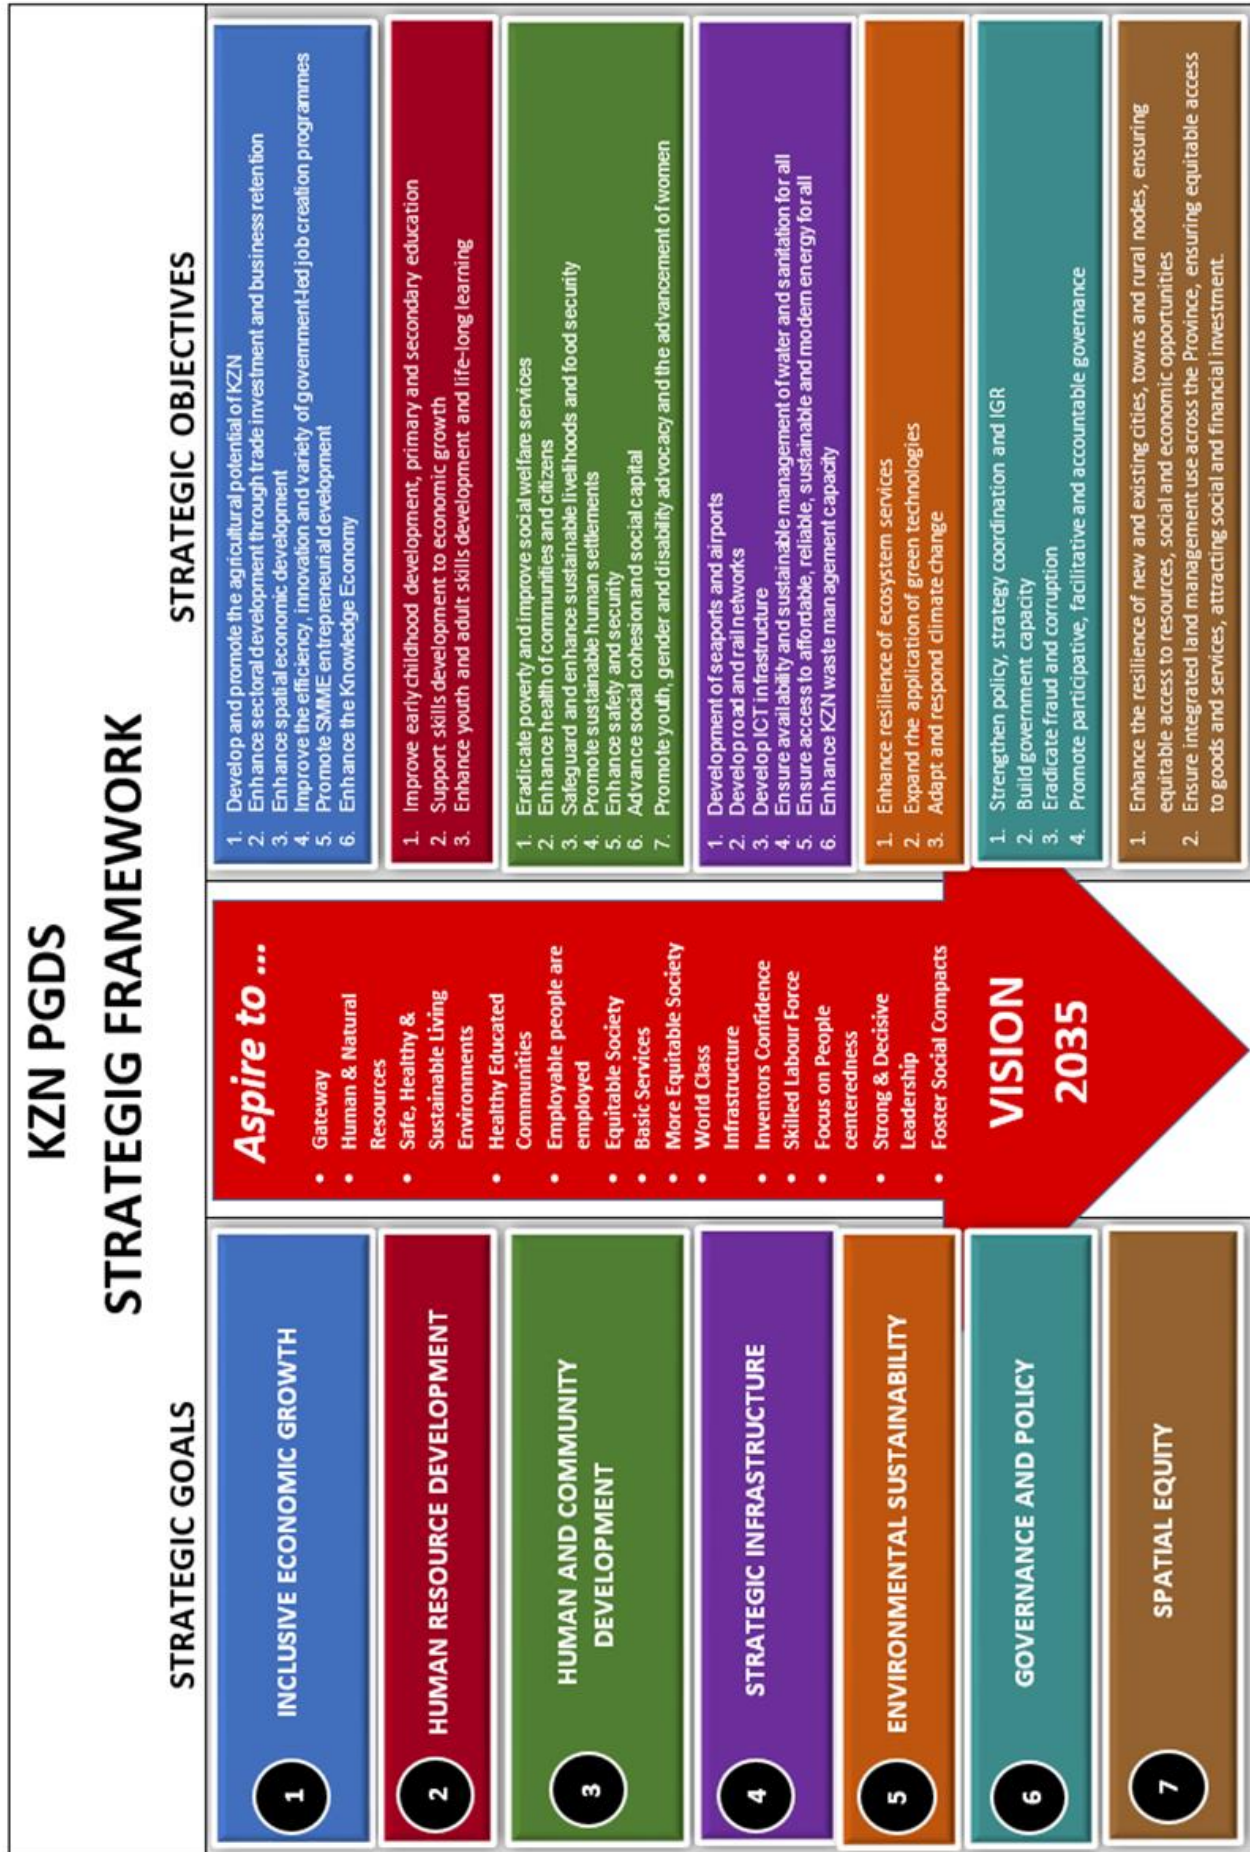 KZN PGDS
STRATEGIG FRAMEWORK
STRATEGIC GOALS
STRATEGIC OBJECTIVES
1
INCLUSIVE ECONOMIC GROWTH
2
HUMAN RESOURCE DEVELOPMENT
3
HUMAN AND COMMUNITY
DEVELOPMENT
4
STRATEGIC INFRASTRUCTURE
5
ENVIRONMENTAL SUSTAINABILITY
6
GOVERNANCE AND POLICY
7
SPATIAL EQUITY
Aspire to ...
• Gateway
• Human & Natural
Resources
• Safe, Healthy &
Sustainable Living
Environments
• Healthy Educated
Communities
• Employable people are
employed
• Equitable Society
• Basic Services
• More Equitable Society
• World Class
Infrastructure
• Inventors Confidence
• Skilled Labour Force
• Focus on People
centeredness
• Strong & Decisive
Leadership
• Foster Social Compacts
VISION
2035
1. Develop and promote the agricultural potential of KZN
2. Enhance sectoral development through trade investment and business retention
3. Enhance spatial economic development
4. Improve the efficiency, innovation and variety of government-led job creation programmes
5. Promote SMME entrepreneurial development
6. Enhance the Knowledge Economy
1. Improve early childhood development, primary and secondary education
2. Support skills development to economic growth
3. Enhance youth and adult skills development and life-long learning
1. Eradicate poverty and improve social welfare services
2. Enhance health of communities and citizens
3. Safeguard and enhance sustainable livelihoods and food security
4. Promote sustainable human settlements
5. Enhance safety and security
6. Advance social cohesion and social capital
7. Promote youth, gender and disability advocacy and the advancement of women
1. Development of seaports and airports
2. Develop road and rail networks
3. Develop ICT infrastructure
4. Ensure availability and sustainable management of water and sanitation for all
5. Ensure access to affordable, reliable, sustainable and modern energy for all
6. Enhance KZN waste management capacity
1. Enhance resilience of ecosystem services
2. Expand rhe application of green technologies
3. Adapt and respond climate change
1. Strengthen policy, strategy coordination and IGR
2. Build government capacity
3. Eradicate fraud and corruption
4. Promote participative, facilitative and accountable governance
1. Enhance the resilience of new and existing cities, towns and rural nodes, ensuring
equitable access to resources, social and economic opportunities
2. Ensure integrated land management use across the Province, ensuring equitable access
to goods and services, attracting social and financial investment.